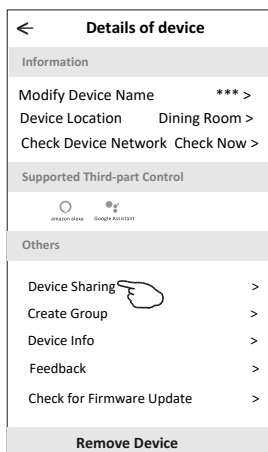 ← Details of device
Information
Modify Device Name *** >
Device Location Dining Room >
Check Device Network Check Now >
Supported Third-part Control
amazon alexa Google Assistant
Others
Device Sharing >
Create Group >
Device Info >
Feedback >
Check for Firmware Update >
Remove Device